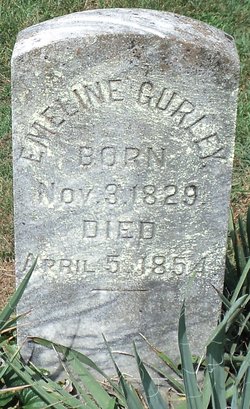 EMELINE GURLEY.
BORN
NOV. 3. 1829.
DIED
APRIL 5. 1854.